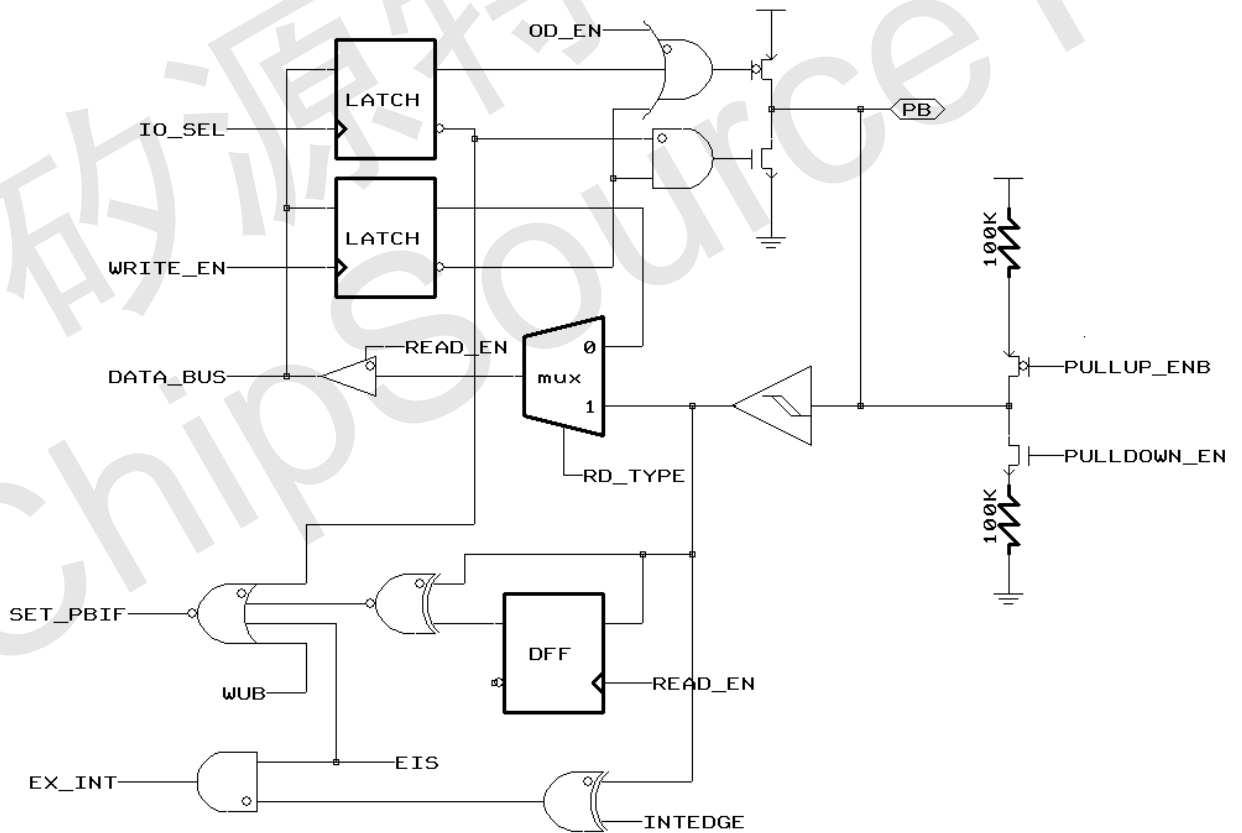 OD_EN
LATCH
PB
IO_SEL
LATCH
100K
WRITE_EN
READ_EN
0
DATA_BUS
mux
PULLUP_ENB
1
PULLDOWN_EN
RD_TYPE
100K
SET_PBIF
DFF
WUB
READ_EN
EIS
EX_INT
INTEDGE
矽源特
ChipSource